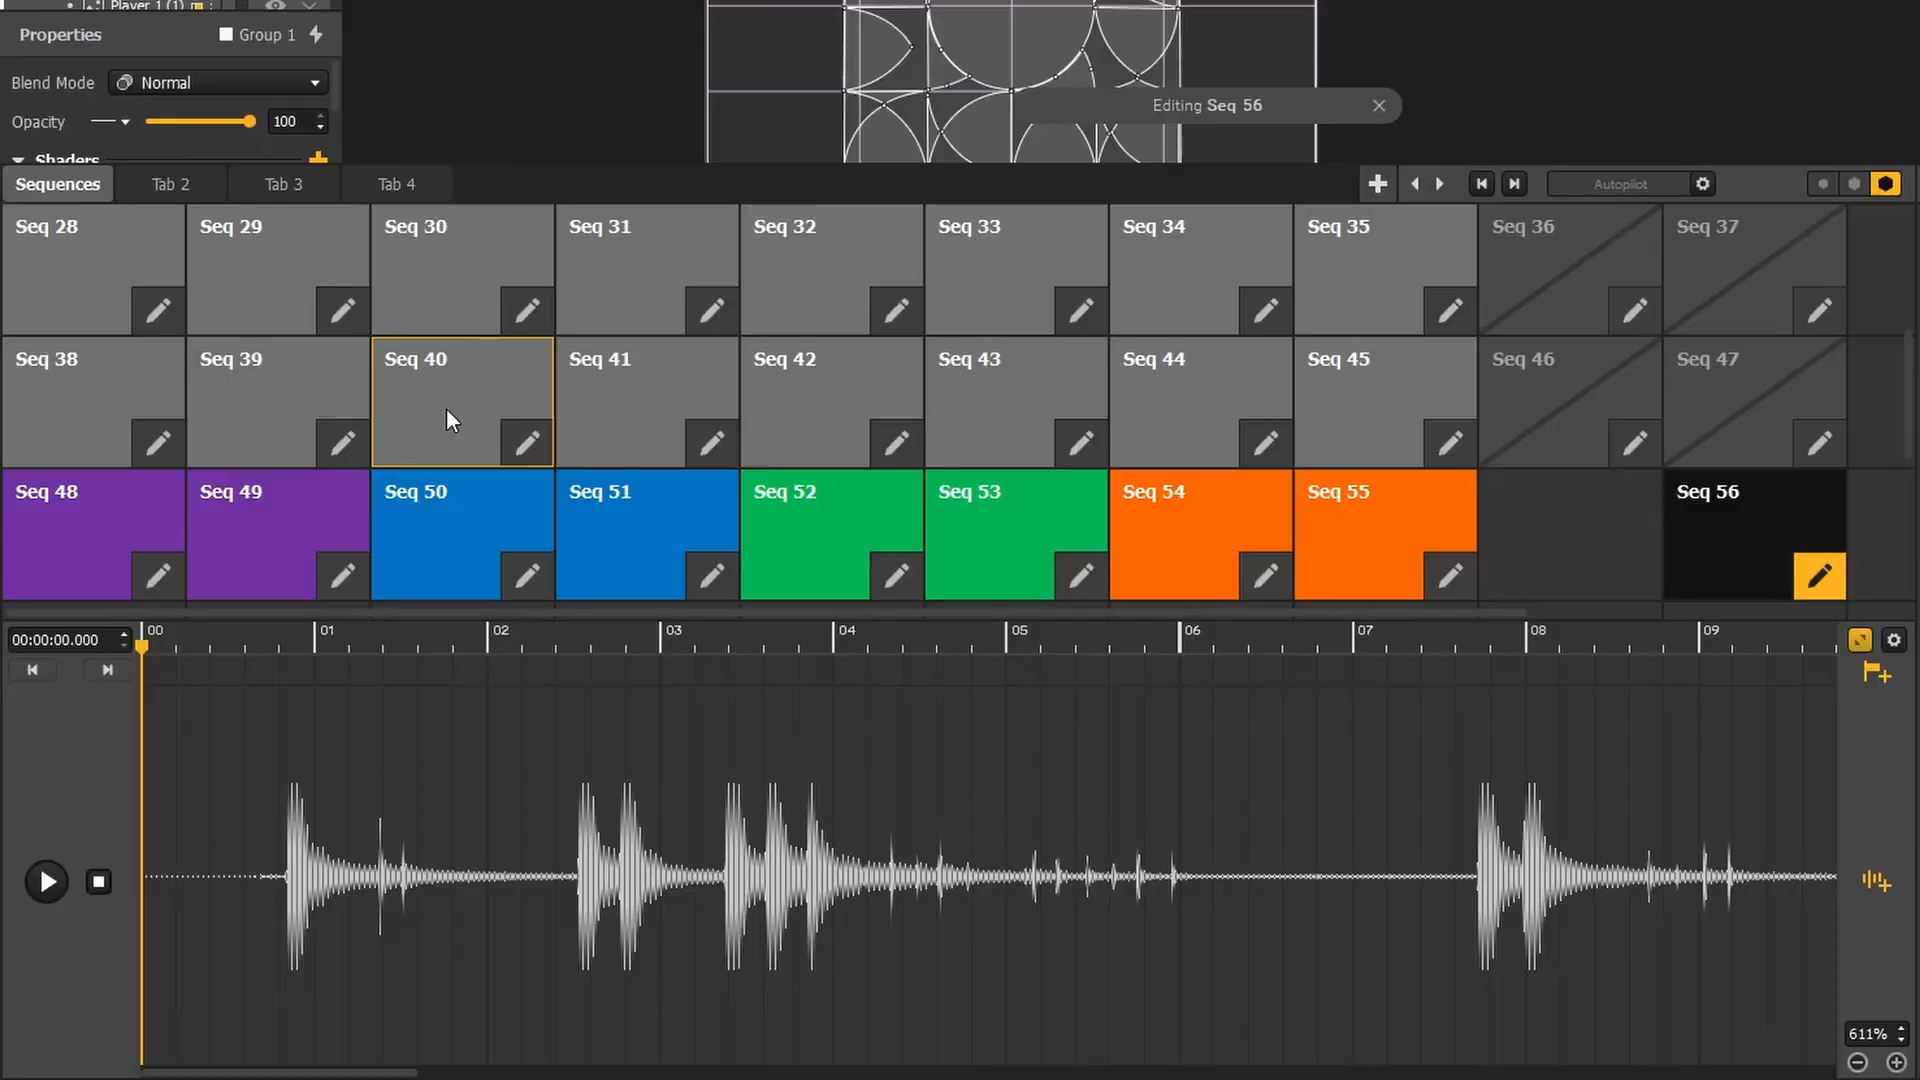 Player 1 (1)
Properties Group 1
Blend Mode Normal
Opacity 100
Shaders
Editing Seq 56
Sequences Tab 2 Tab 3 Tab 4 Autopilot
Seq 28 Seq 29 Seq 30 Seq 31 Seq 32 Seq 33 Seq 34 Seq 35 Seq 36 Seq 37
Seq 38 Seq 39 Seq 40 Seq 41 Seq 42 Seq 43 Seq 44 Seq 45 Seq 46 Seq 47
Seq 48 Seq 49 Seq 50 Seq 51 Seq 52 Seq 53 Seq 54 Seq 55 Seq 56
00:00:00.000 00 01 02 03 04 05 06 07 08 09
611%